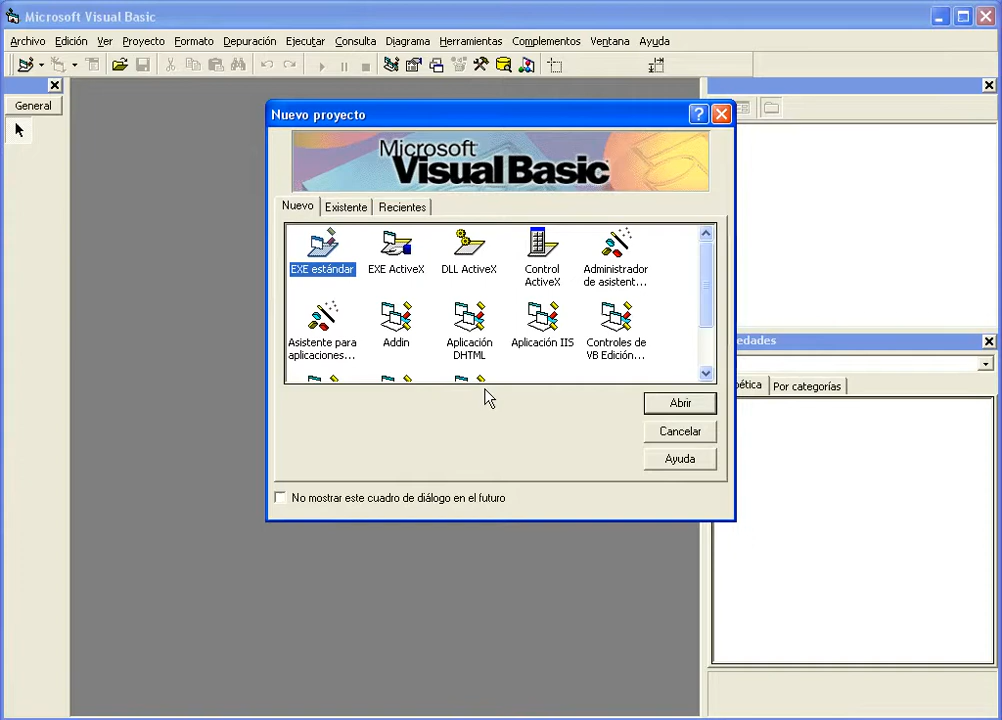 Microsoft Visual Basic
Archivo Edición Ver Proyecto Formato Depuración Ejecutar Consulta Diagrama Herramientas Complementos Ventana Ayuda
General
Nuevo proyecto
Microsoft
Visual Basic
Nuevo Existente Recientes
EXE estándar EXE ActiveX DLL ActiveX Control ActiveX Administrador de asistent...
Asistente para aplicaciones... Addin Aplicación DHTML Aplicación IIS Controles de VB Edición...
Abrir
Cancelar
Ayuda
No mostrar este cuadro de diálogo en el futuro
edades
bética Por categorías